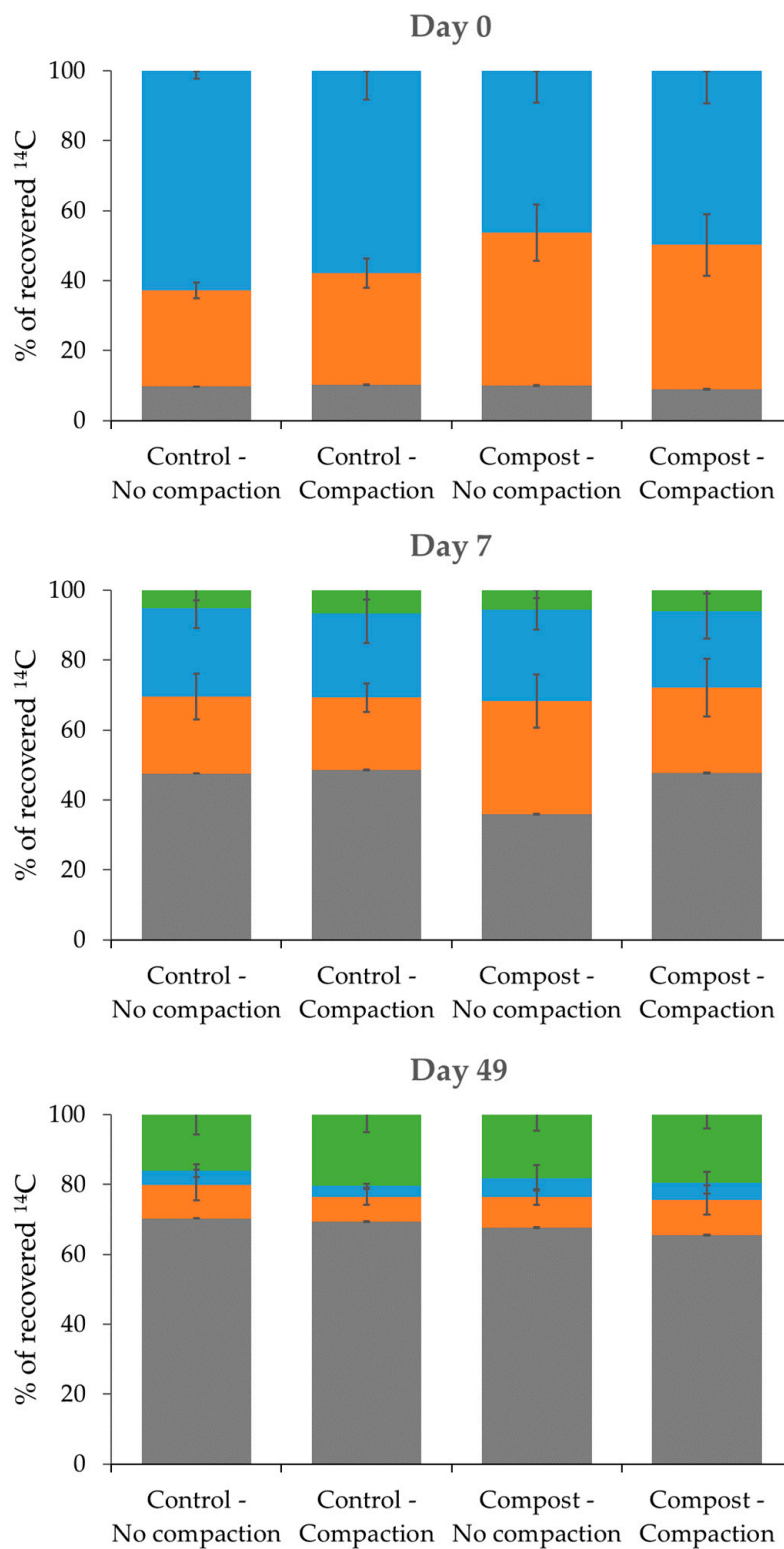 Day 0
% of recovered ¹⁴C
100
80
60
40
20
0
Control -
No compaction
Control -
Compaction
Compost -
No compaction
Compost -
Compaction
Day 7
% of recovered ¹⁴C
100
80
60
40
20
0
Control -
No compaction
Control -
Compaction
Compost -
No compaction
Compost -
Compaction
Day 49
% of recovered ¹⁴C
100
80
60
40
20
0
Control -
No compaction
Control -
Compaction
Compost -
No compaction
Compost -
Compaction